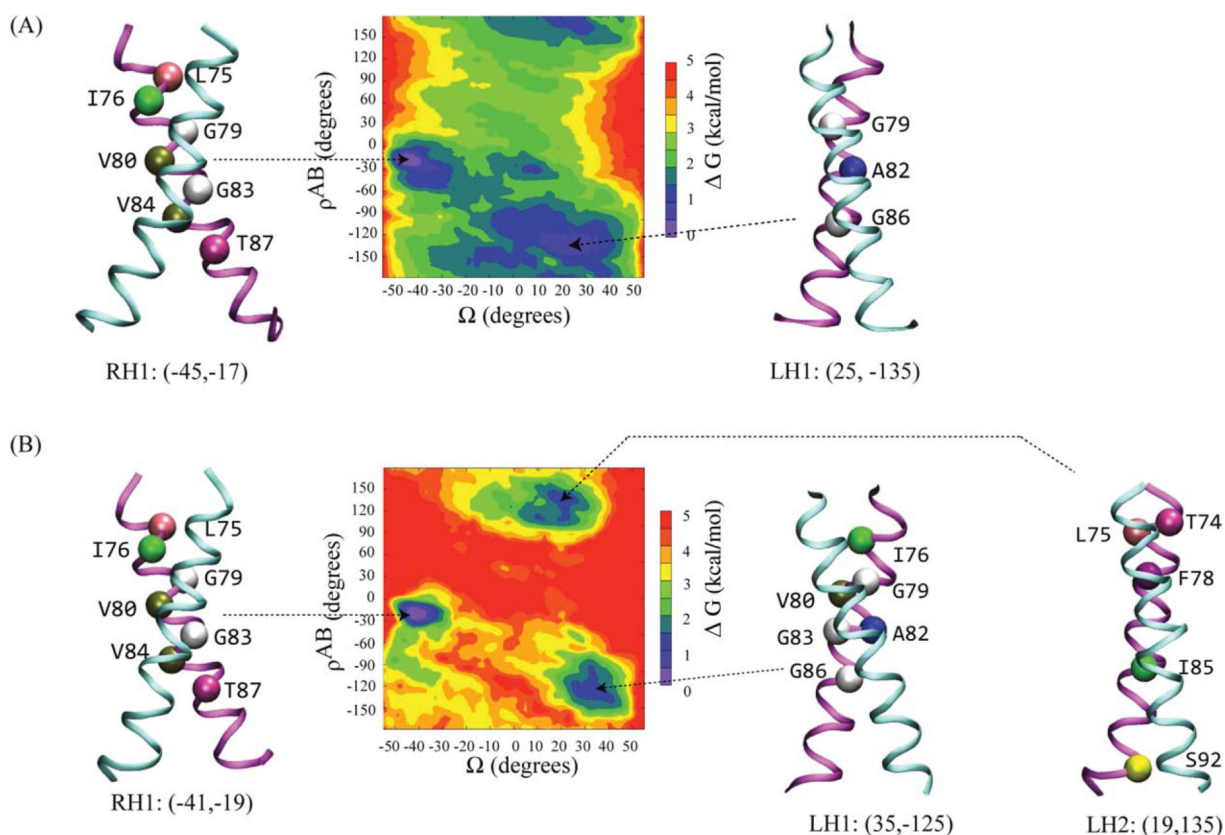 (A)
L75
I76
G79
V80
G83
V84
T87
RH1: (-45,-17)
ρAB (degrees)
150
120
90
60
30
0
-30
-60
-90
-120
-150
-50 -40 -30 -20 -10 0 10 20 30 40 50
Ω (degrees)
5
4
3
2
1
0
Δ G (kcal/mol)
G79
A82
G86
LH1: (25, -135)
(B)
L75
I76
G79
V80
G83
V84
T87
RH1: (-41,-19)
ρAB (degrees)
150
120
90
60
30
0
-30
-60
-90
-120
-150
-50 -40 -30 -20 -10 0 10 20 30 40 50
Ω (degrees)
5
4
3
2
1
0
Δ G (kcal/mol)
I76
G79
V80
G83
A82
G86
LH1: (35,-125)
T74
L75
F78
I85
S92
LH2: (19,135)